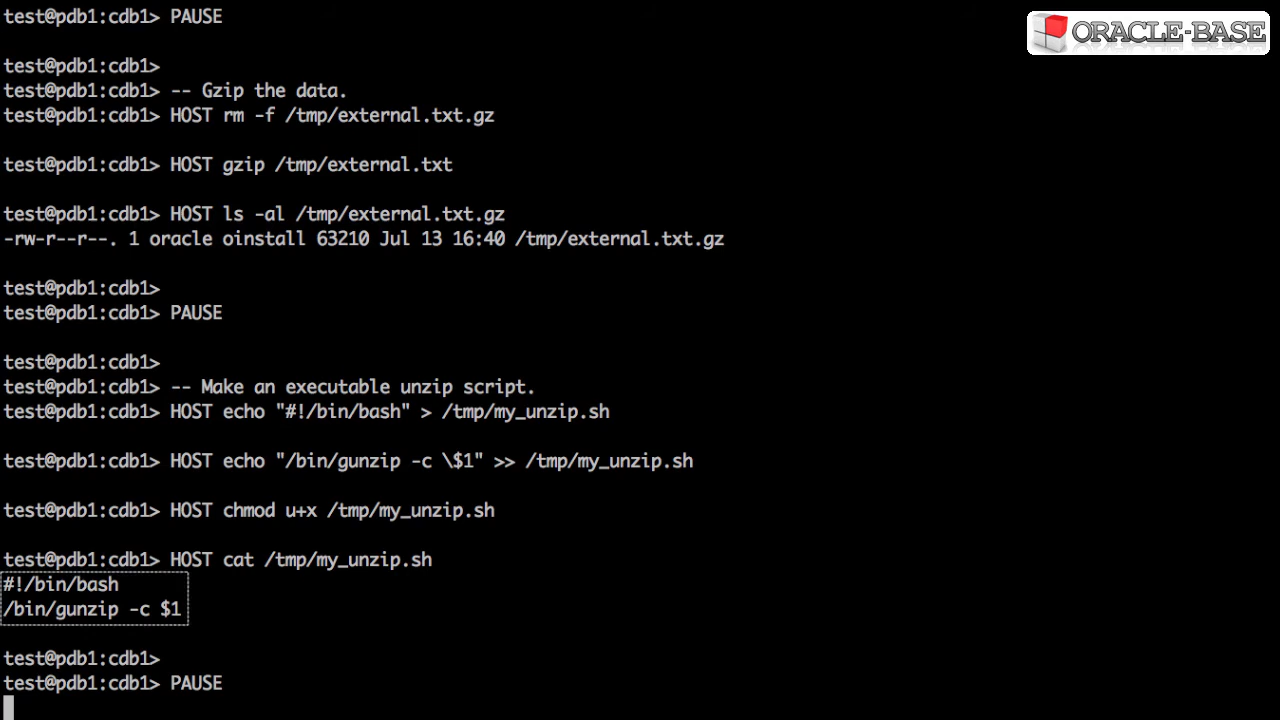 test@pdb1:cdb1> PAUSE
ORACLE-BASE
test@pdb1:cdb1>
test@pdb1:cdb1> -- Gzip the data.
test@pdb1:cdb1> HOST rm -f /tmp/external.txt.gz
test@pdb1:cdb1> HOST gzip /tmp/external.txt
test@pdb1:cdb1> HOST ls -al /tmp/external.txt.gz
-rw-r--r--. 1 oracle oinstall 63210 Jul 13 16:40 /tmp/external.txt.gz
test@pdb1:cdb1>
test@pdb1:cdb1> PAUSE
test@pdb1:cdb1>
test@pdb1:cdb1> -- Make an executable unzip script.
test@pdb1:cdb1> HOST echo "#!/bin/bash" > /tmp/my_unzip.sh
test@pdb1:cdb1> HOST echo "/bin/gunzip -c \$1" >> /tmp/my_unzip.sh
test@pdb1:cdb1> HOST chmod u+x /tmp/my_unzip.sh
test@pdb1:cdb1> HOST cat /tmp/my_unzip.sh
#!/bin/bash
/bin/gunzip -c $1
test@pdb1:cdb1>
test@pdb1:cdb1> PAUSE